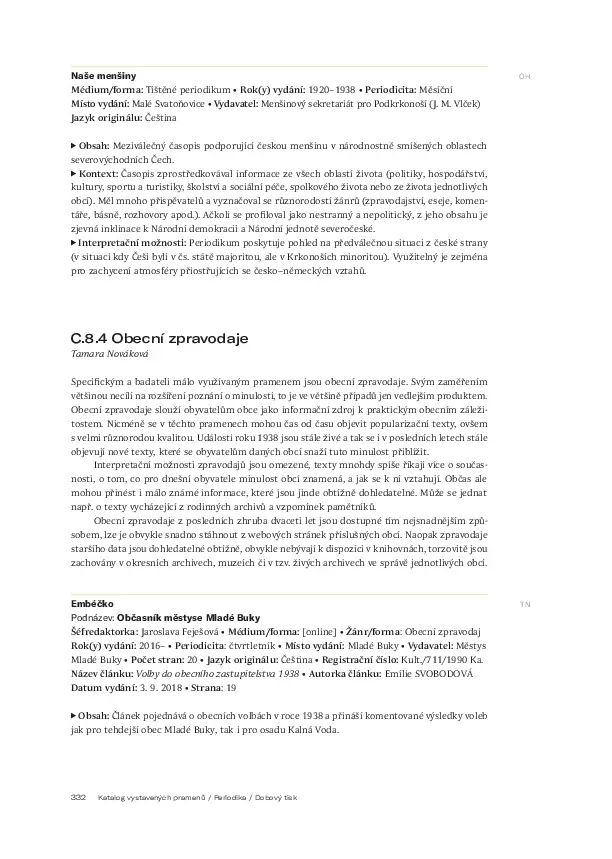 Naše menšiny
OH
Médium/forma: Tištěné periodikum • Rok(y) vydání: 1920–1938 • Periodicita: Měsíční
Místo vydání: Malé Svatoňovice • Vydavatel: Menšinový sekretariát pro Podkrkonoší (J. M. Vlček)
Jazyk originálu: Čeština
▶ Obsah: Meziválečný časopis podporující českou menšinu v národnostně smíšených oblastech
severovýchodních Čech.
▶ Kontext: Časopis zprostředkovával informace ze všech oblastí života (politiky, hospodářství,
kultury, sportu a turistiky, školství a sociální péče, spolkového života nebo ze života jednotlivých
obcí). Měl mnoho přispěvatelů a vyznačoval se různorodostí žánrů (zpravodajství, eseje, komen-
táře, básně, rozhovory apod.). Ačkoli se profiloval jako nestranný a nepolitický, z jeho obsahu je
zjevná inklinace k Národní demokracii a Národní jednotě severočeské.
▶ Interpretační možnosti: Periodikum poskytuje pohled na předválečnou situaci z české strany
(v situaci kdy Češi byli v čs. státě majoritou, ale v Krkonoších minoritou). Využitelný je zejména
pro zachycení atmosféry přiostřujících se česko–německých vztahů.
C.8.4 Obecní zpravodaje
Tamara Nováková
Specifickým a badateli málo využívaným pramenem jsou obecní zpravodaje. Svým zaměřením
většinou necílí na rozšíření poznání o minulosti, to je ve většině případů jen vedlejším produktem.
Obecní zpravodaje slouží obyvatelům obce jako informační zdroj k praktickým obecním záleži-
tostem. Nicméně se v těchto pramenech mohou čas od času objevit popularizační texty, ovšem
s velmi různorodou kvalitou. Události roku 1938 jsou stále živé a tak se i v posledních letech stále
objevují nové texty, které se obyvatelům daných obcí snaží tuto minulost přiblížit.
Interpretační možnosti zpravodajů jsou omezené, texty mnohdy spíše říkají více o součas-
nosti, o tom, co pro dnešní obyvatele minulost obcí znamená, a jak se k ní vztahují. Občas ale
mohou přinést i málo známé informace, které jsou jinde obtížně dohledatelné. Může se jednat
např. o texty vycházející z rodinných archivů a vzpomínek pamětníků.
Obecní zpravodaje z posledních zhruba dvaceti let jsou dostupné tím nejsnadnějším způ-
sobem, lze je obvykle snadno stáhnout z webových stránek příslušných obcí. Naopak zpravodaje
staršího data jsou dohledatelné obtížně, obvykle nebývají k dispozici v knihovnách, torzovitě jsou
zachovány v okresních archivech, muzeích či v tzv. živých archivech ve správě jednotlivých obcí.
Embéčko
TN
Podnázev: Občasník městyse Mladé Buky
Šéfredaktorka: Jaroslava Feješová • Médium/forma: [online] • Žánr/forma: Obecní zpravodaj
Rok(y) vydání: 2016– • Periodicita: čtvrtletník • Místo vydání: Mladé Buky • Vydavatel: Městys
Mladé Buky • Počet stran: 20 • Jazyk originálu: Čeština • Registrační číslo: Kult./711/1990 Ka.
Název článku: Volby do obecního zastupitelstva 1938 • Autorka článku: Emílie SVOBODOVÁ
Datum vydání: 3. 9. 2018 • Strana: 19
▶ Obsah: Článek pojednává o obecních volbách v roce 1938 a přináší komentované výsledky voleb
jak pro tehdejší obec Mladé Buky, tak i pro osadu Kalná Voda.
332 Katalog vystavených pramenů / Periodika / Dobový tisk